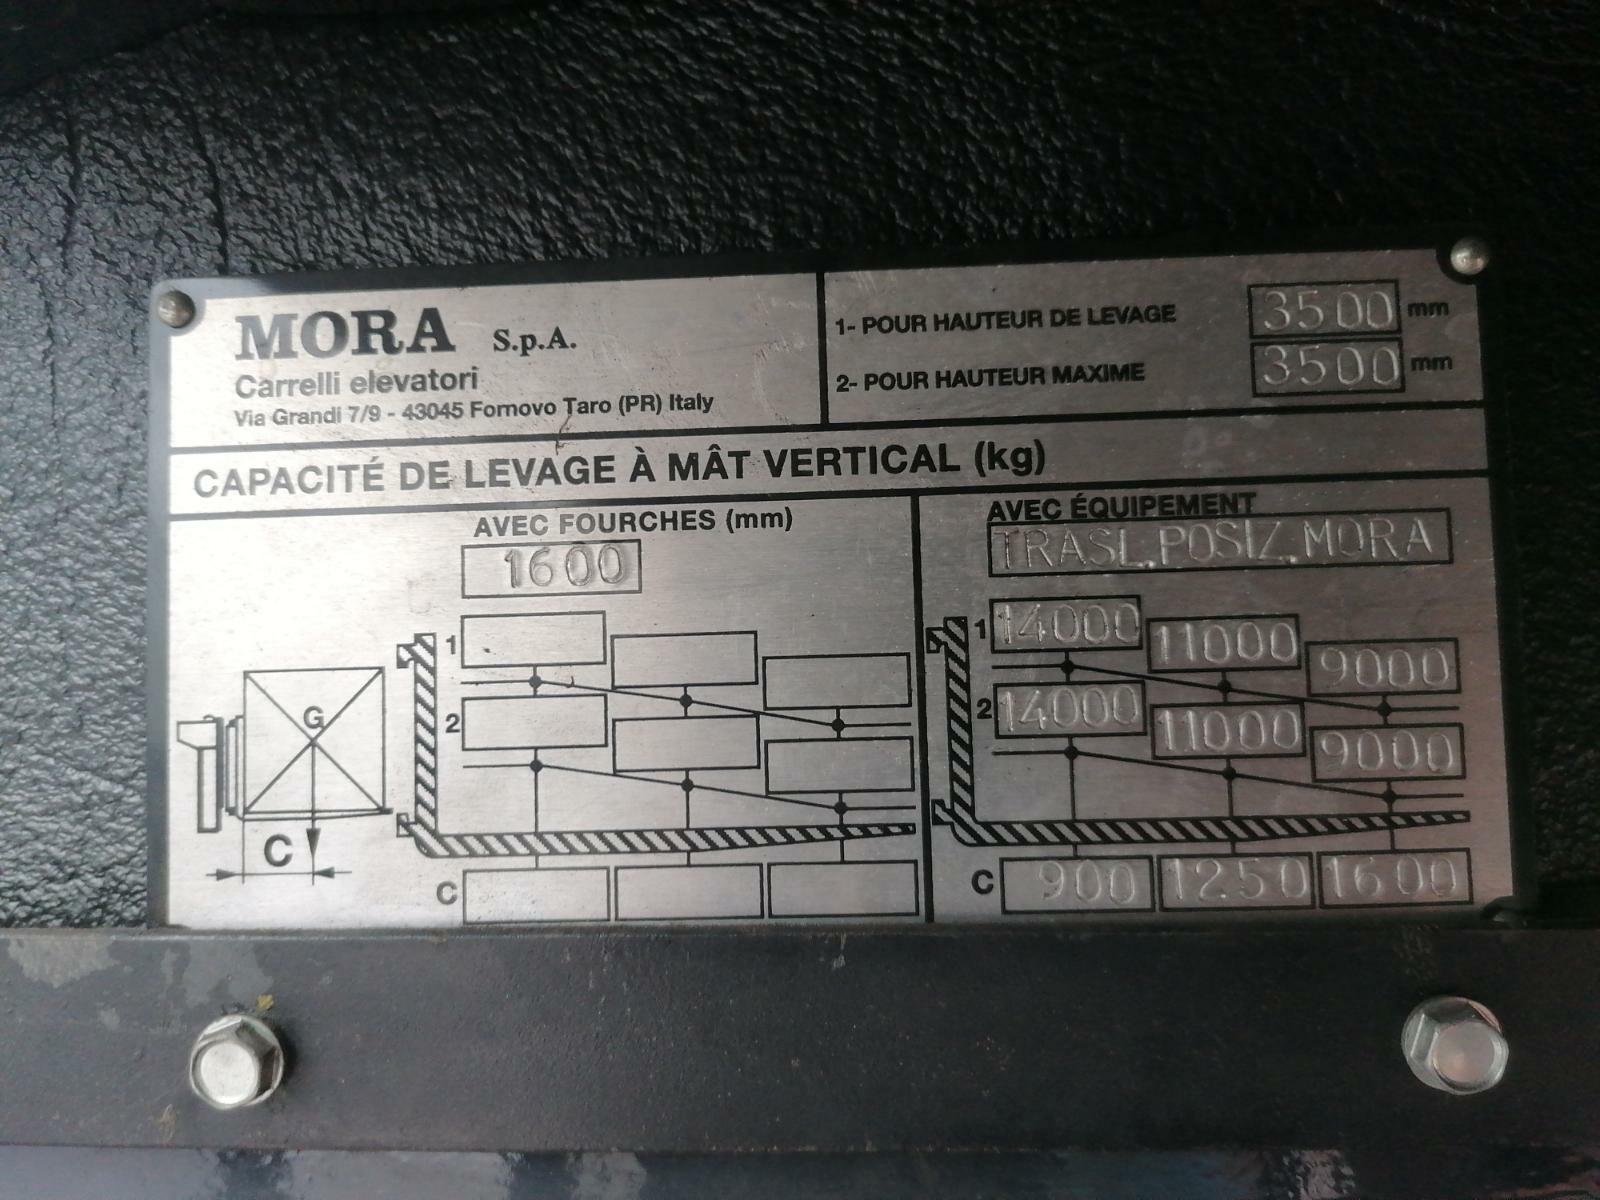 MORA S.p.A.
Carrelli elevatori
Via Grandi 7/9 - 43045 Fornovo Taro (PR) Italy
1- POUR HAUTEUR DE LEVAGE 3500 mm
2- POUR HAUTEUR MAXIME 3500 mm
CAPACITÉ DE LEVAGE À MÂT VERTICAL (kg)
AVEC FOURCHES (mm)
1600
1
2
G
C
C
AVEC ÉQUIPEMENT
TRASL.POSIZ.MORA
1 14000 11000 9000
2 14000 11000 9000
C 900 1250 1600